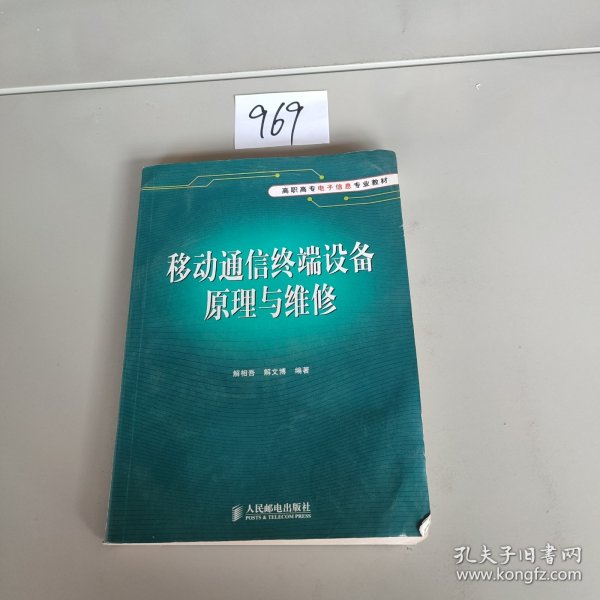 969
高职高专电子信息专业教材
移动通信终端设备
原理与维修
解相吾 解文博 编著
人民邮电出版社
POSTS & TELECOM PRESS
孔夫子旧书网
www.kongfz.com